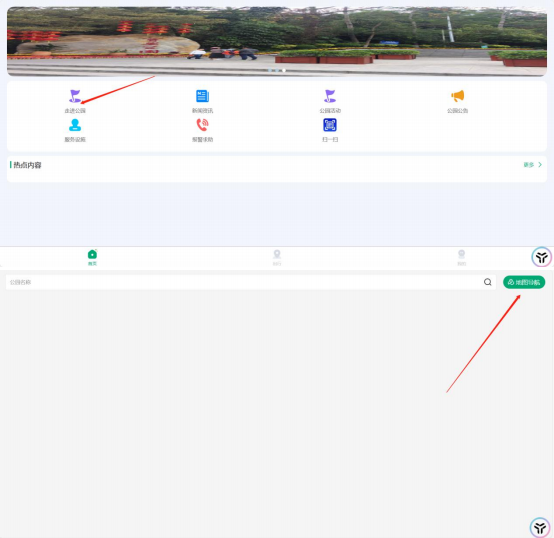 走进公园
新闻资讯
公园活动
公园公告
服务设施
报警求助
扫一扫
热点内容
更多
首页
公园名称
地图导航